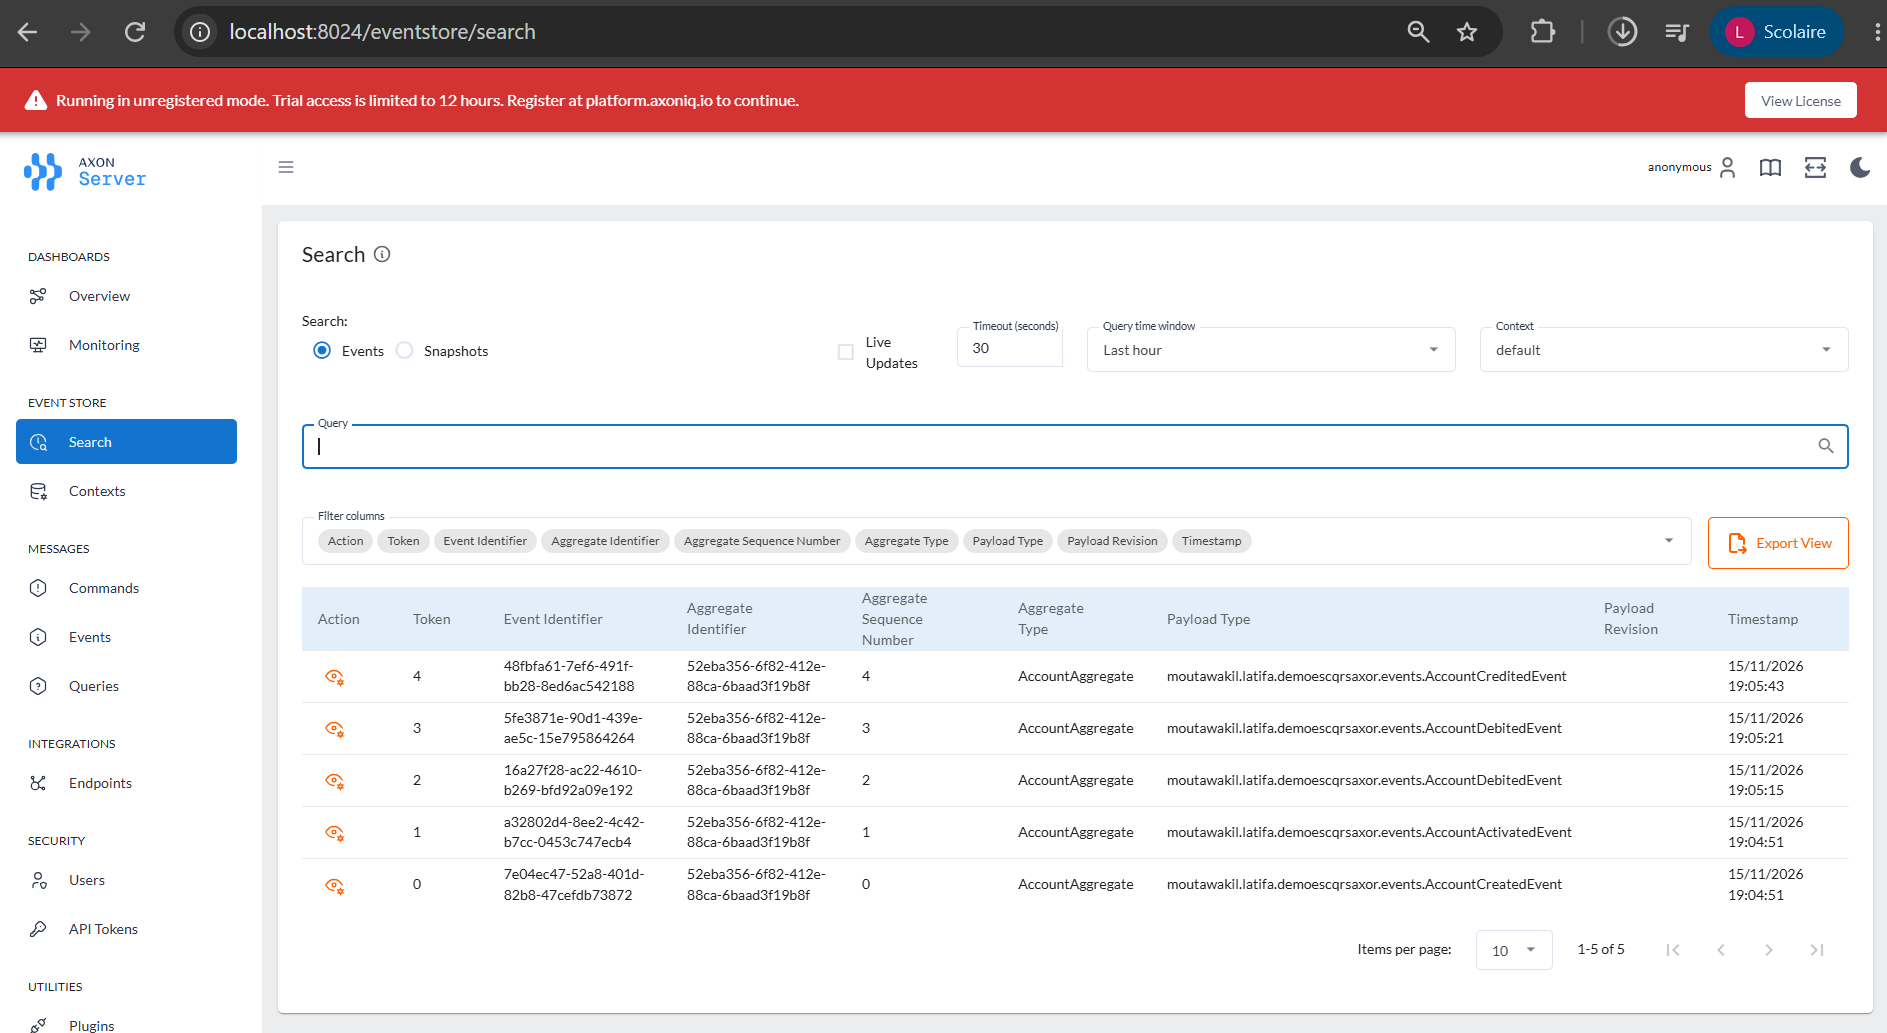 localhost:8024/eventstore/search
L Scolaire
Running in unregistered mode. Trial access is limited to 12 hours. Register at platform.axoniq.io to continue.
View License
AXON
Server
anonymous
DASHBOARDS
Overview
Monitoring
EVENT STORE
Search
Contexts
MESSAGES
Commands
Events
Queries
INTEGRATIONS
Endpoints
SECURITY
Users
API Tokens
UTILITIES
Plugins
Search
Search:
Events
Snapshots
Live
Updates
Timeout (seconds)
30
Query time window
Last hour
Context
default
Query
Filter columns
Action Token Event Identifier Aggregate Identifier Aggregate Sequence Number Aggregate Type Payload Type Payload Revision Timestamp
Export View
Action Token Event Identifier Aggregate Identifier Aggregate Sequence Number Aggregate Type Payload Type Payload Revision Timestamp
4 48fbfa61-7ef6-491f-bb28-8ed6ac542188 52eba356-6f82-412e-88ca-6baad3f19b8f 4 AccountAggregate moutawakil.latifa.demoescqrsaxor.events.AccountCreditedEvent 15/11/2026 19:05:43
3 5fe3871e-90d1-439e-ae5c-15e795864264 52eba356-6f82-412e-88ca-6baad3f19b8f 3 AccountAggregate moutawakil.latifa.demoescqrsaxor.events.AccountDebitedEvent 15/11/2026 19:05:21
2 16a27f28-ac22-4610-b269-bfd92a09e192 52eba356-6f82-412e-88ca-6baad3f19b8f 2 AccountAggregate moutawakil.latifa.demoescqrsaxor.events.AccountDebitedEvent 15/11/2026 19:05:15
1 a32802d4-8ee2-4c42-b7cc-0453c747ecb4 52eba356-6f82-412e-88ca-6baad3f19b8f 1 AccountAggregate moutawakil.latifa.demoescqrsaxor.events.AccountActivatedEvent 15/11/2026 19:04:51
0 7e04ec47-52a8-401d-82b8-47cefdb73872 52eba356-6f82-412e-88ca-6baad3f19b8f 0 AccountAggregate moutawakil.latifa.demoescqrsaxor.events.AccountCreatedEvent 15/11/2026 19:04:51
Items per page: 10 1-5 of 5